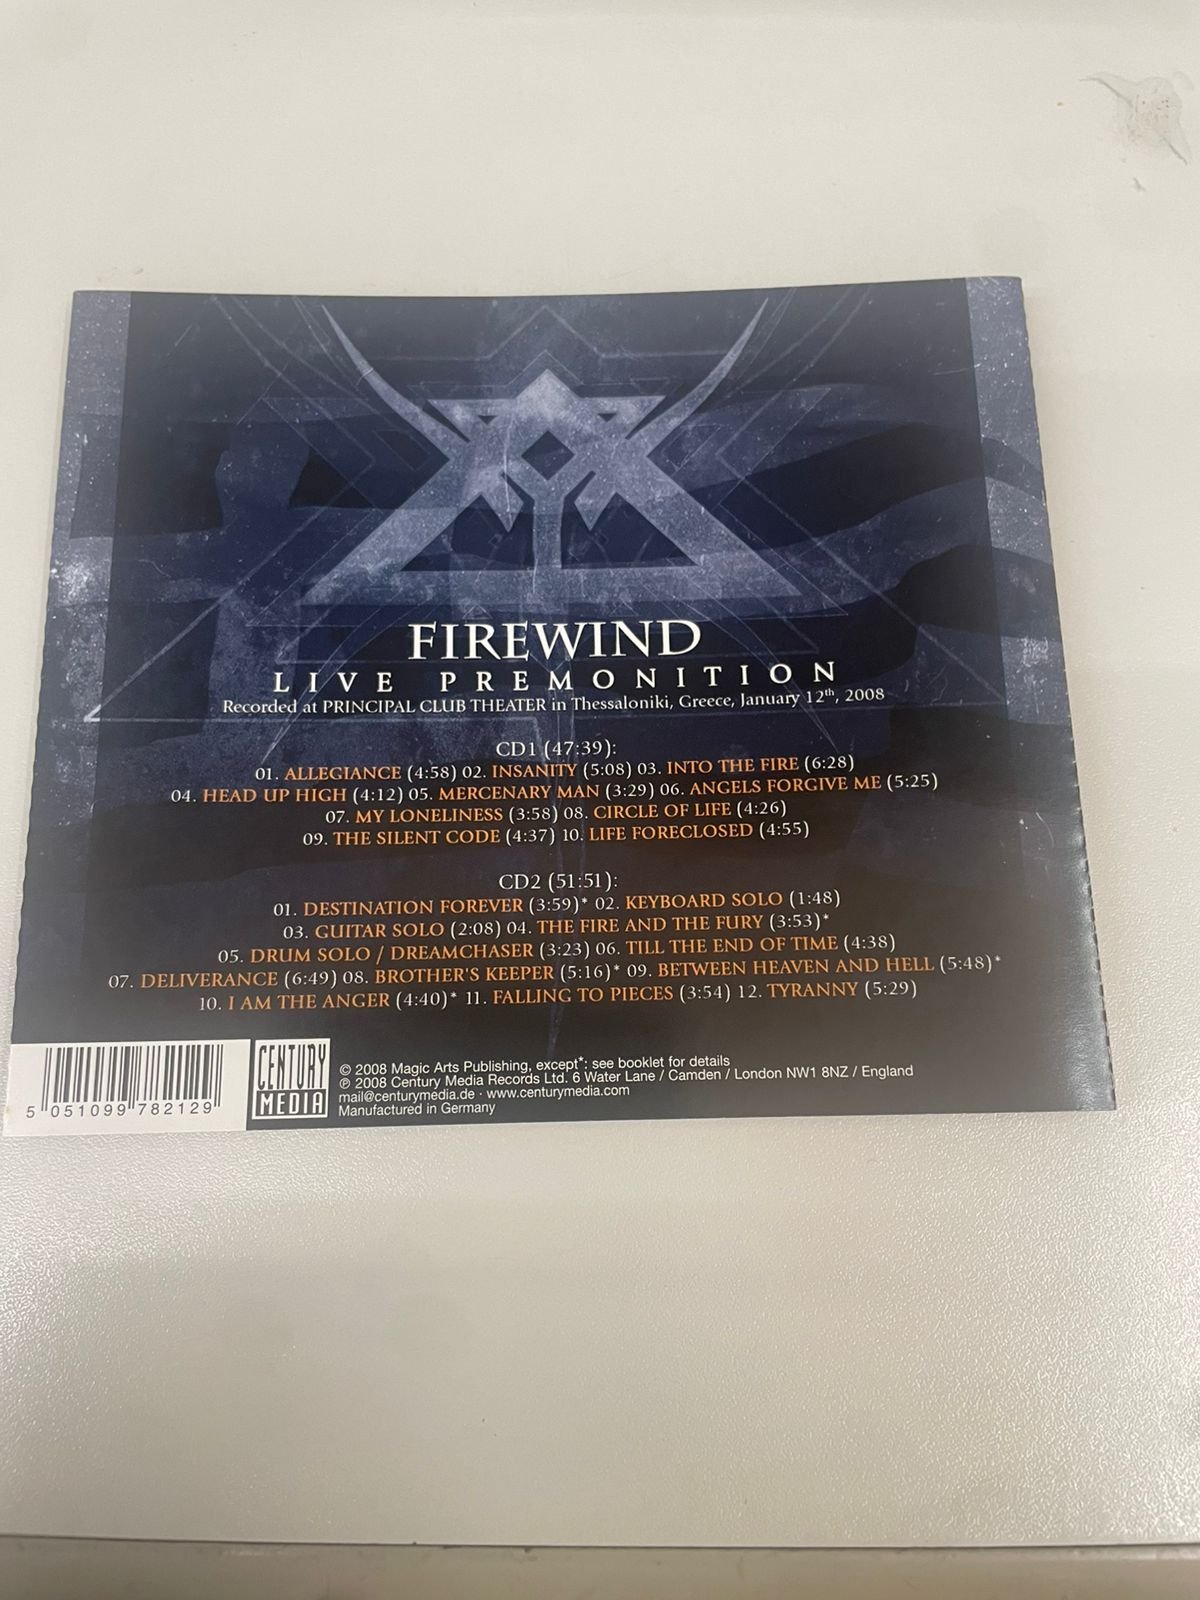 FIREWIND
LIVE PREMONITION
Recorded at PRINCIPAL CLUB THEATER in Thessaloniki, Greece, January 12th, 2008
CD1 (47:39):
01. ALLEGIANCE (4:58) 02. INSANITY (5:08) 03. INTO THE FIRE (6:28)
04. HEAD UP HIGH (4:12) 05. MERCENARY MAN (3:29) 06. ANGELS FORGIVE ME (5:25)
07. MY LONELINESS (3:58) 08. CIRCLE OF LIFE (4:26)
09. THE SILENT CODE (4:37) 10. LIFE FORECLOSED (4:55)
CD2 (51:51):
01. DESTINATION FOREVER (3:59)* 02. KEYBOARD SOLO (1:48)
03. GUITAR SOLO (2:08) 04. THE FIRE AND THE FURY (3:53)*
05. DRUM SOLO / DREAMCHASER (3:23) 06. TILL THE END OF TIME (4:38)
07. DELIVERANCE (6:49) 08. BROTHER'S KEEPER (5:16)* 09. BETWEEN HEAVEN AND HELL (5:48)*
10. I AM THE ANGER (4:40)* 11. FALLING TO PIECES (3:54) 12. TYRANNY (5:29)
5 051099 782129
CENTURY
MEDIA
© 2008 Magic Arts Publishing, except*: see booklet for details
℗ 2008 Century Media Records Ltd. 6 Water Lane / Camden / London NW1 8NZ / England
mail@centurymedia.de · www.centurymedia.com
Manufactured in Germany